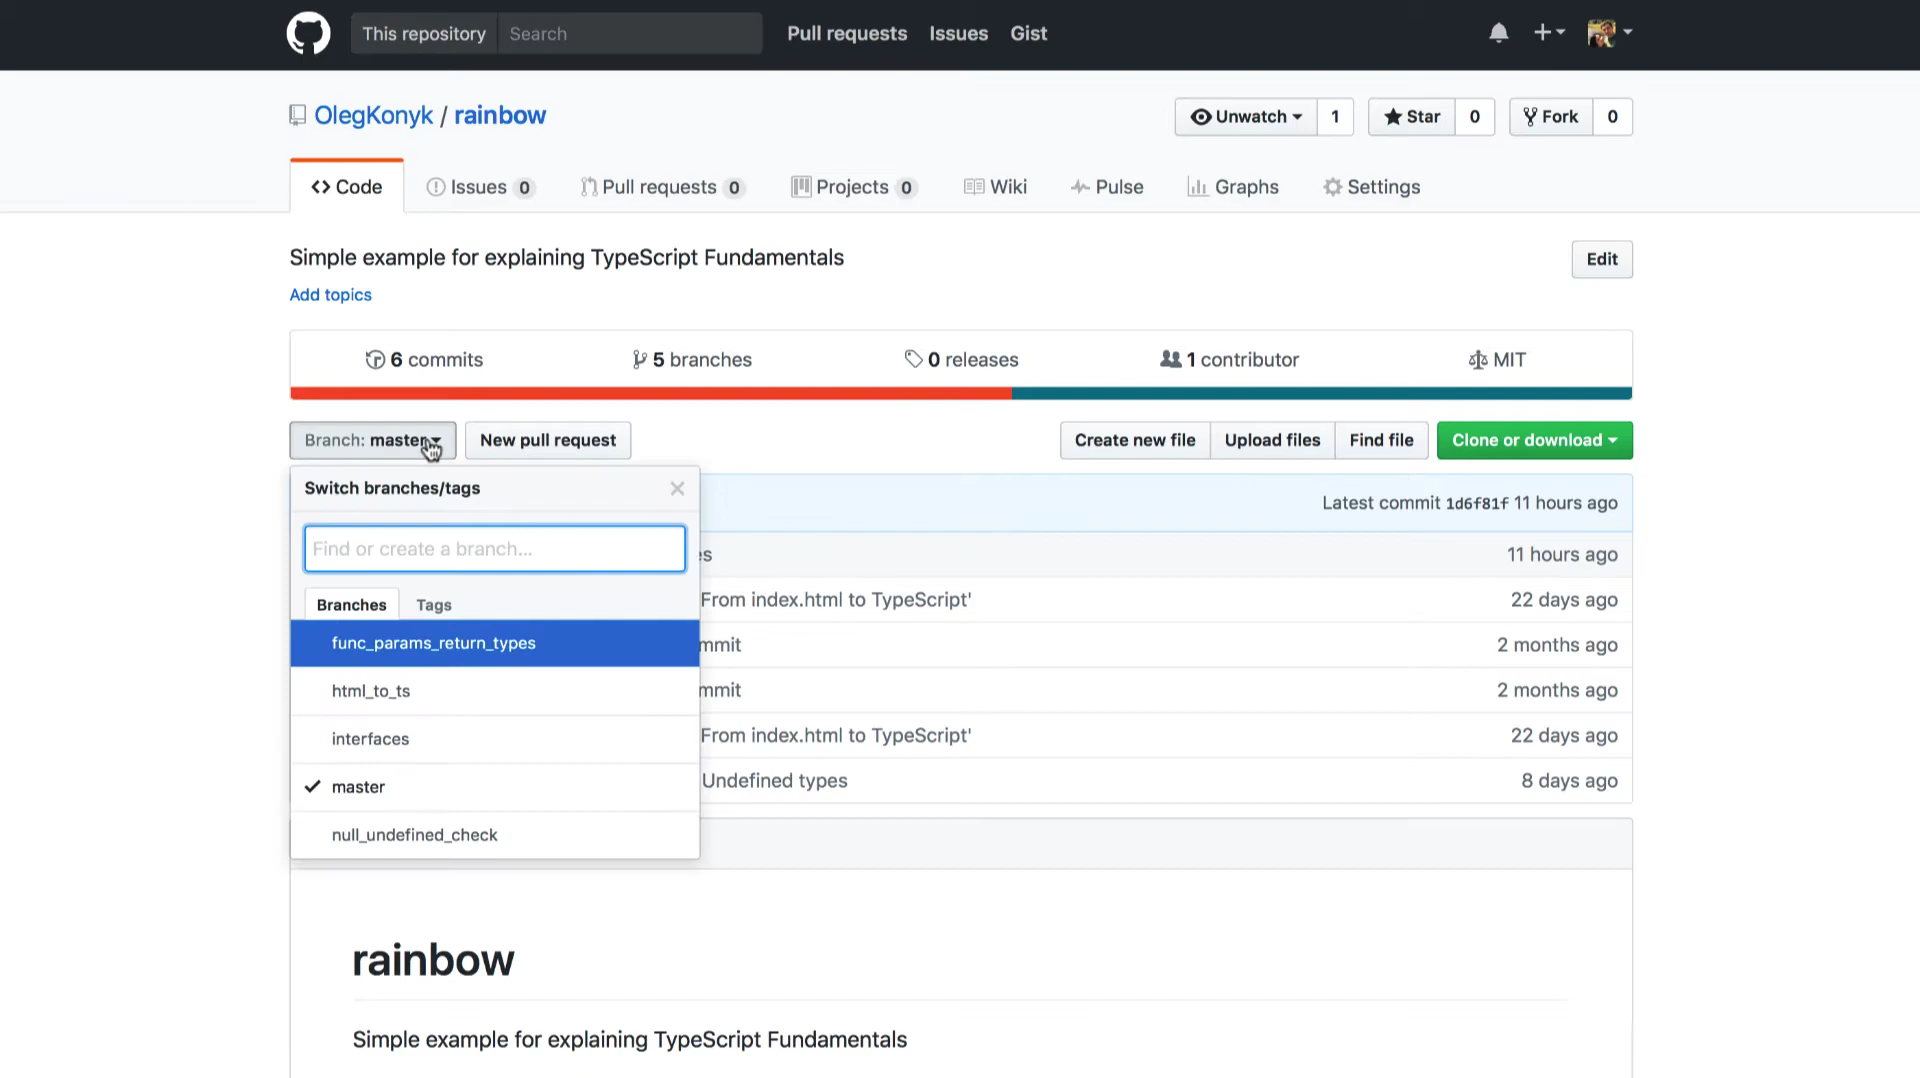 This repository Search Pull requests Issues Gist
OlegKonyk / rainbow Unwatch 1 Star 0 Fork 0
Code Issues 0 Pull requests 0 Projects 0 Wiki Pulse Graphs Settings
Simple example for explaining TypeScript Fundamentals Edit
Add topics
6 commits 5 branches 0 releases 1 contributor MIT
Branch: master New pull request Create new file Upload files Find file Clone or download
Switch branches/tags Latest commit 1d6f81f 11 hours ago
Find or create a branch... 11 hours ago
Branches Tags From index.html to TypeScript' 22 days ago
func_params_return_types 2 months ago
html_to_ts 2 months ago
interfaces From index.html to TypeScript' 22 days ago
master Undefined types 8 days ago
null_undefined_check
rainbow
Simple example for explaining TypeScript Fundamentals